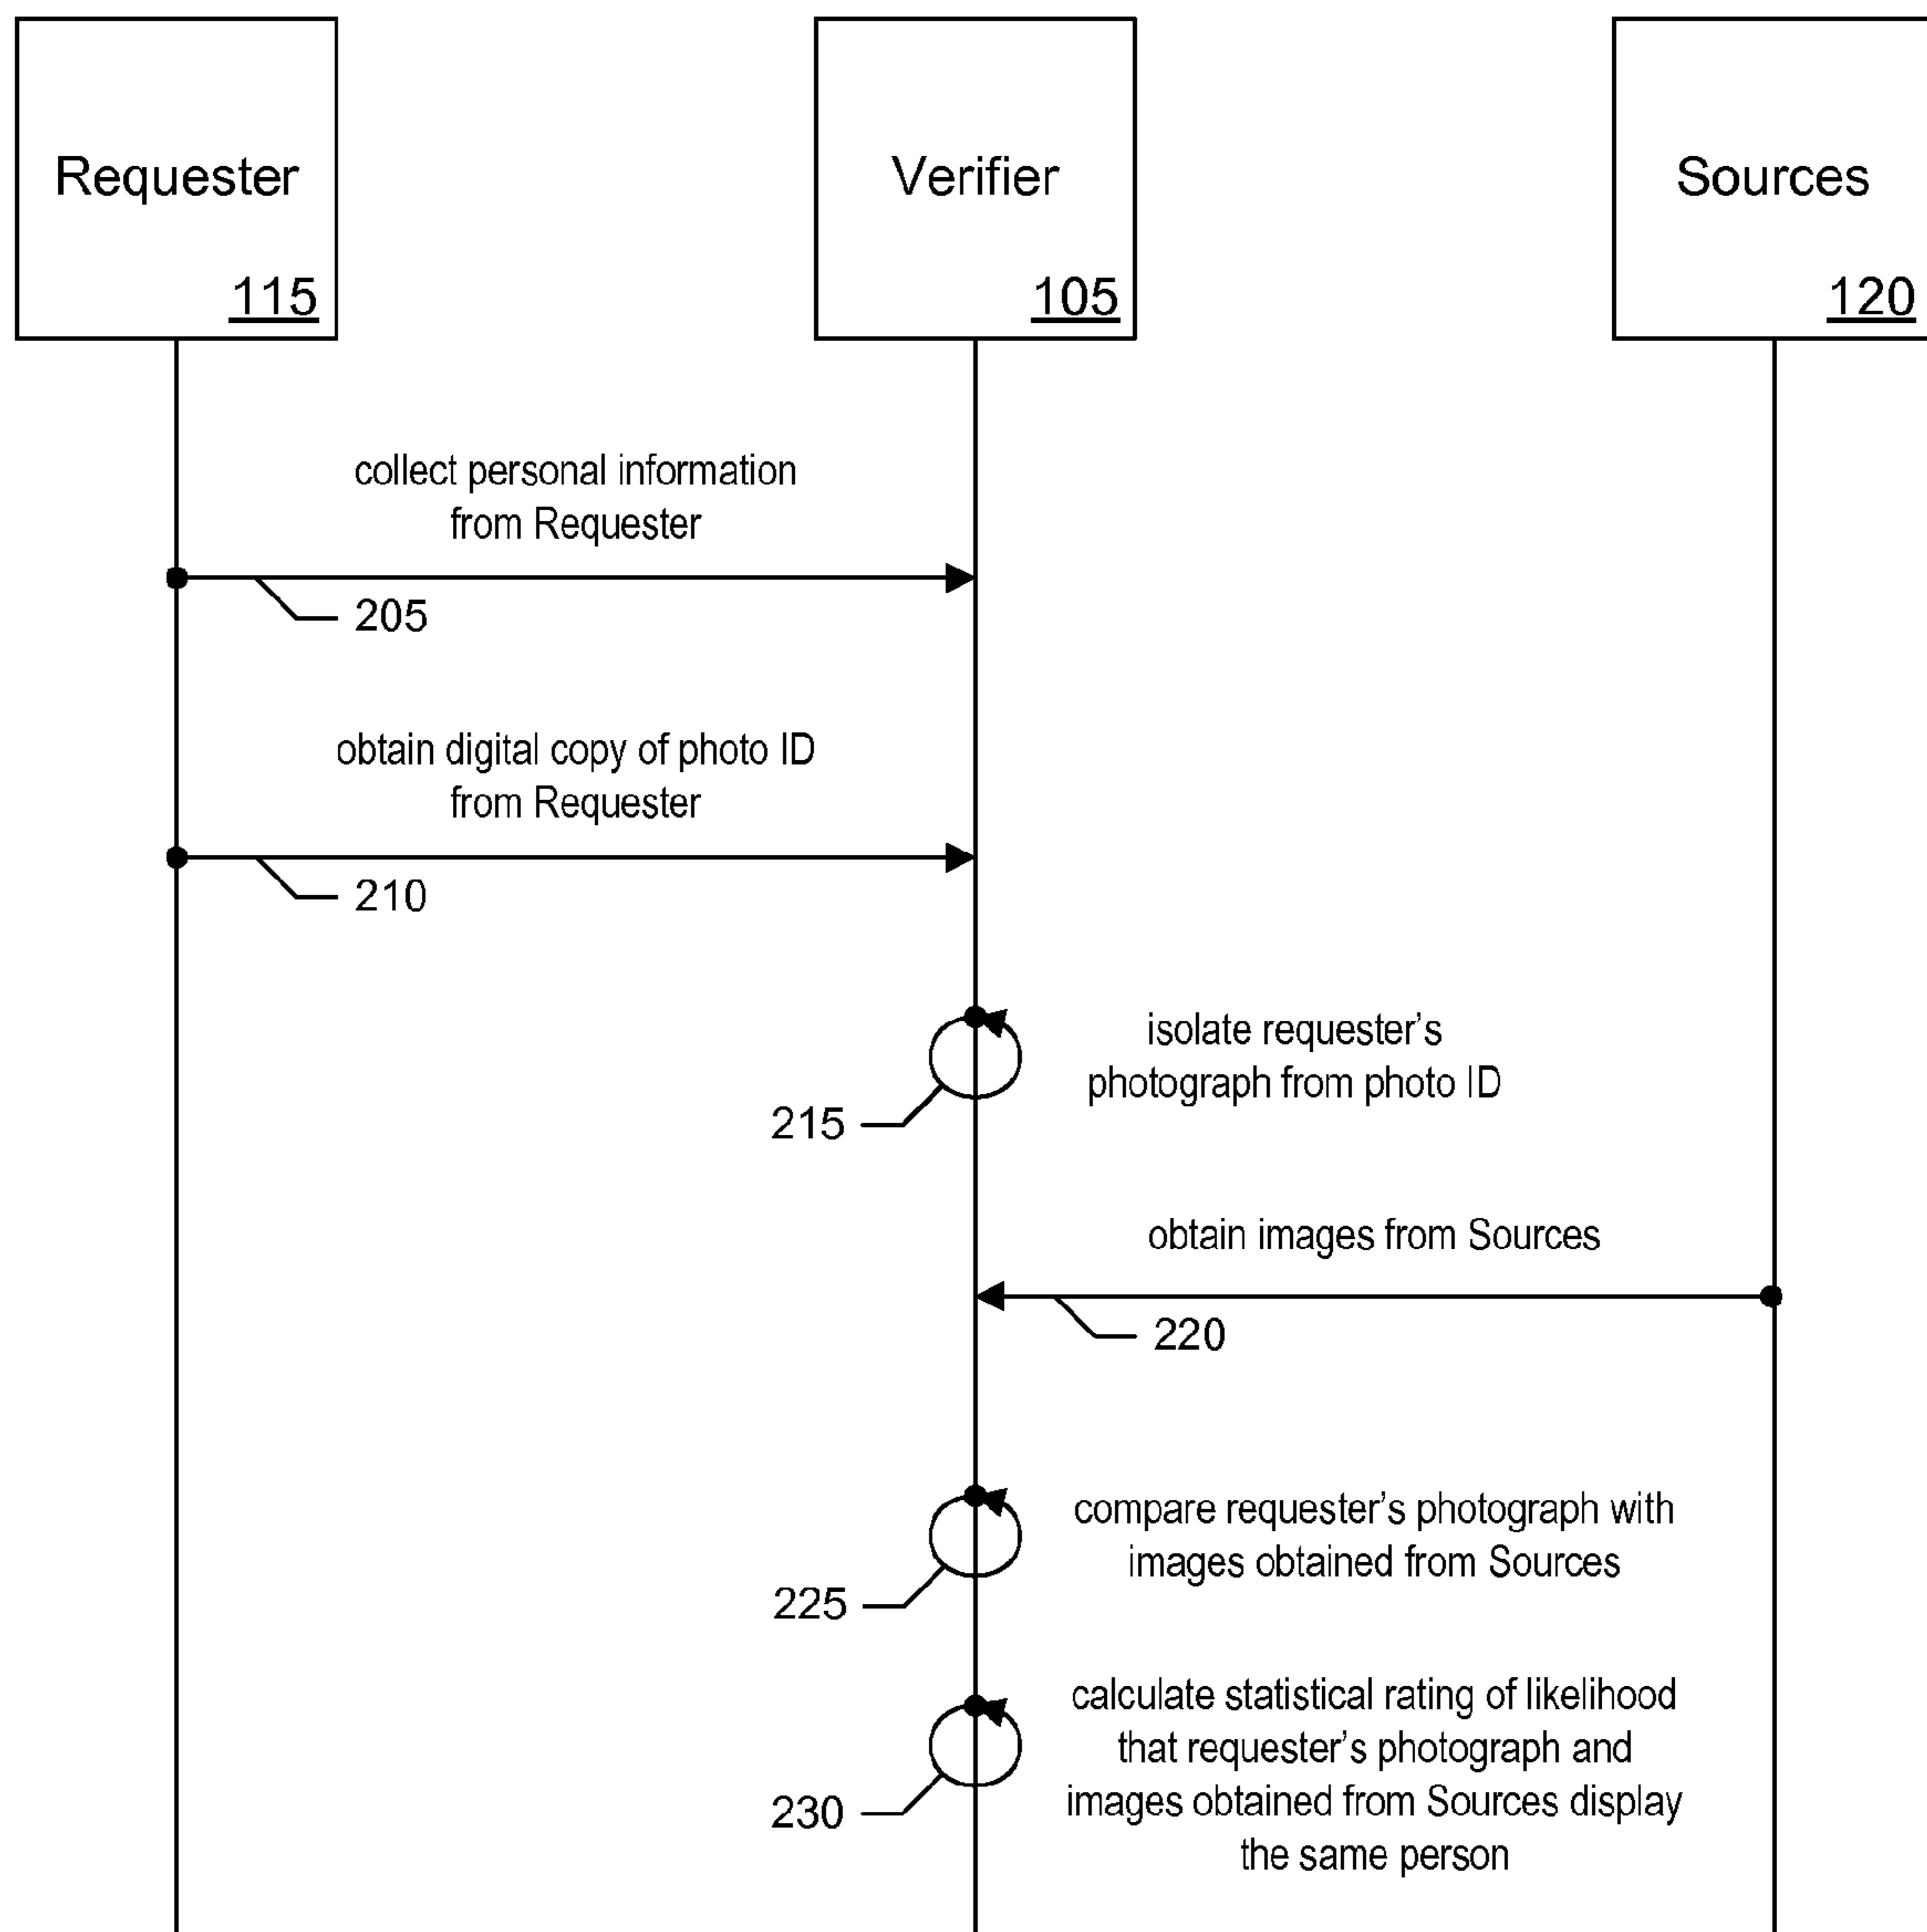 Requester
115
Verifier
105
Sources
120
collect personal information
from Requester
205
obtain digital copy of photo ID
from Requester
210
isolate requester's
photograph from photo ID
215
obtain images from Sources
220
compare requester's photograph with
images obtained from Sources
225
calculate statistical rating of likelihood
that requester's photograph and
images obtained from Sources display
the same person
230